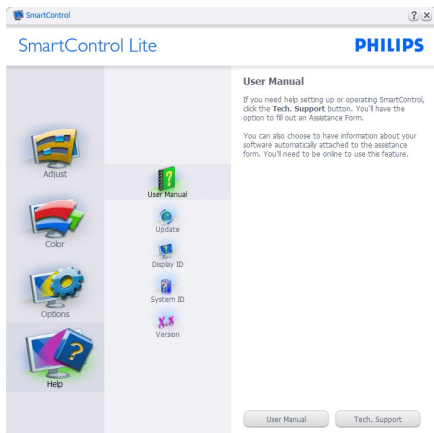 SmartControl
SmartControl Lite
PHILIPS
Adjust
Color
Options
Help
User Manual
Update
Display ID
System ID
Version
User Manual
If you need help setting up or operating SmartControl,
click the Tech. Support button. You'll have the
option to fill out an Assistance Form.
You can also choose to have information about your
software automatically attached to the assistance
form. You'll need to be online to use this feature.
User Manual
Tech. Support